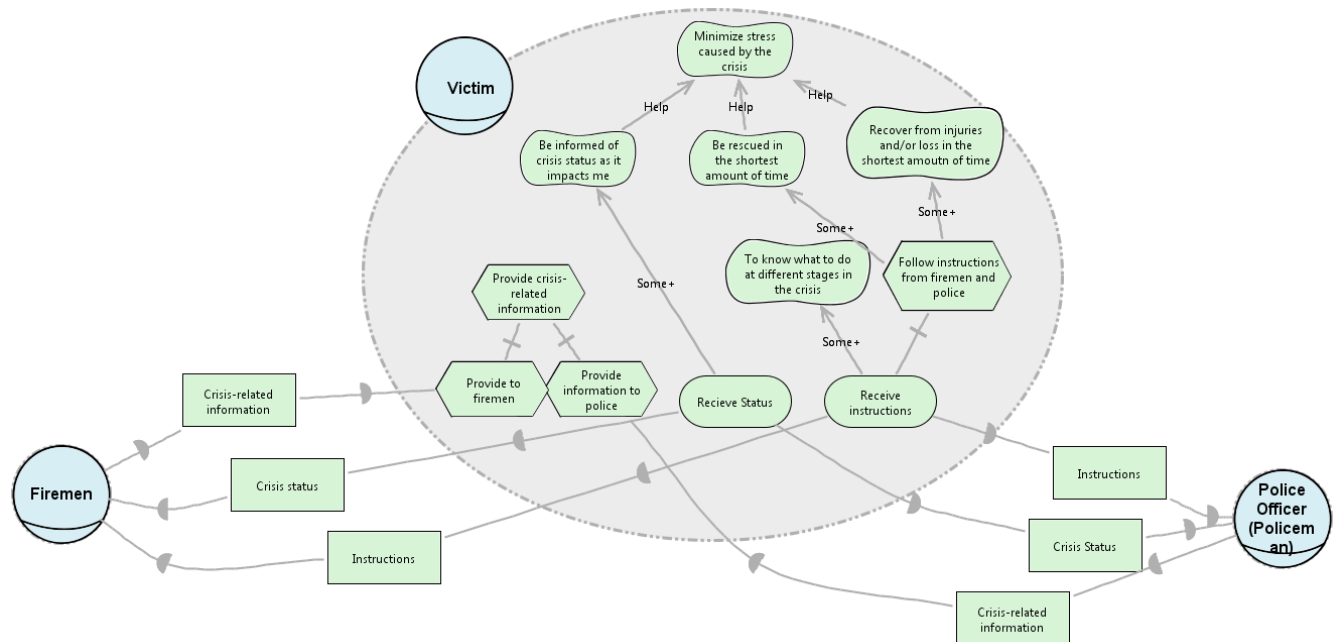 Minimize stress
caused by the
crisis
Victim
Help
Help
Help
Be informed of
crisis status as it
impacts me
Be rescued in
the shortest
amount of time
Recover from injuries
and/or loss in the
shortest amoutn of time
Some+
Some+
Some+
To know what to do
at different stages in
the crisis
Follow instructions
from firemen and
police
Provide crisis-
related
information
Some+
Provide to
firemen
Provide
information to
police
Recieve Status
Receive
instructions
Crisis-related
information
Firemen
Crisis status
Instructions
Instructions
Police
Officer
(Policem
an)
Crisis Status
Crisis-related
information